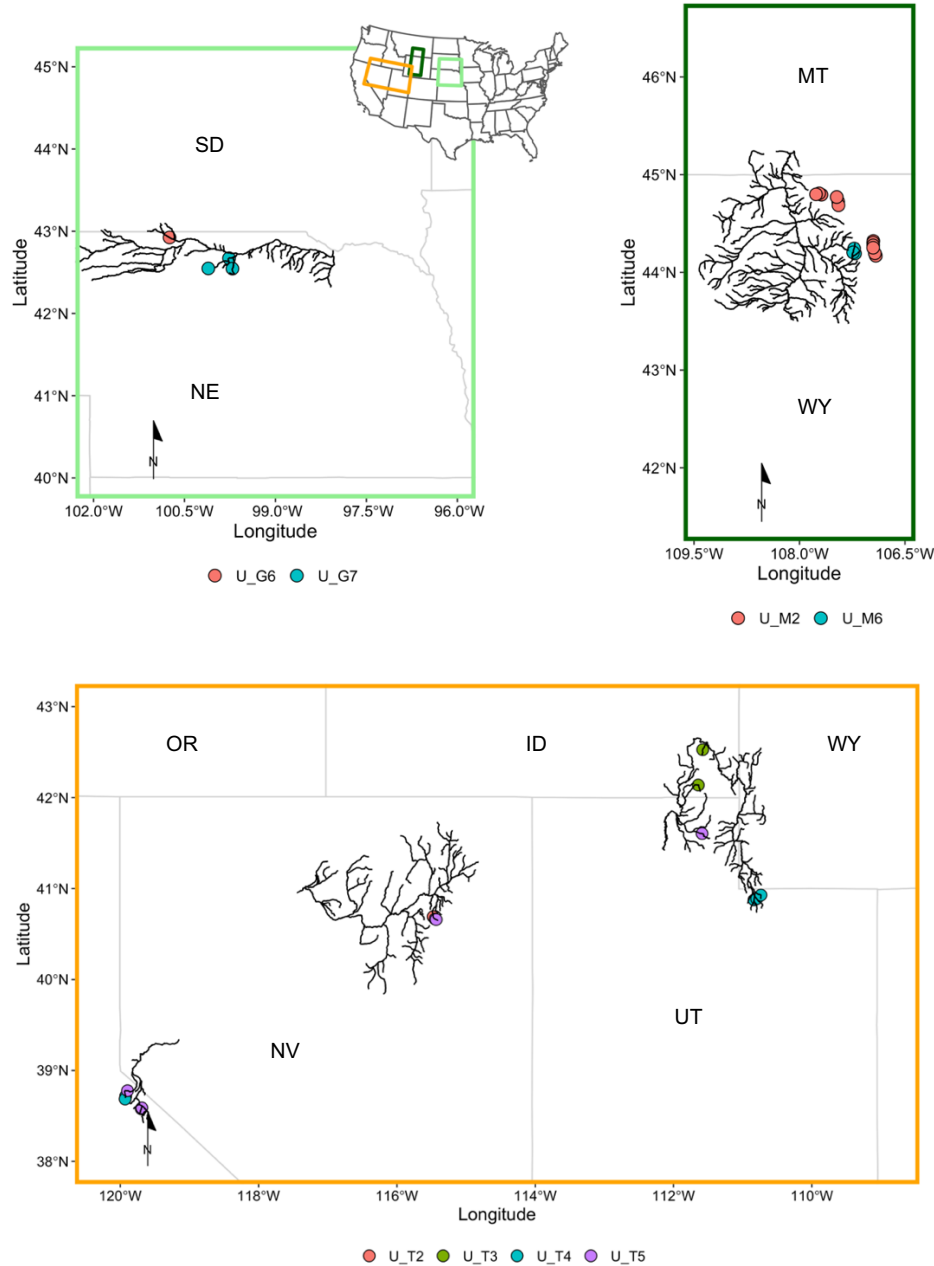 45°N
44°N
43°N
42°N
41°N
40°N
Latitude
SD
NE
N
102.0°W 100.5°W 99.0°W 97.5°W 96.0°W
Longitude
U_G6 U_G7
46°N
45°N
44°N
43°N
42°N
Latitude
MT
WY
N
109.5°W 108.0°W 106.5°W
Longitude
U_M2 U_M6
43°N
42°N
41°N
40°N
39°N
38°N
Latitude
OR ID WY
UT
NV
N
120°W 118°W 116°W 114°W 112°W 110°W
Longitude
U_T2 U_T3 U_T4 U_T5